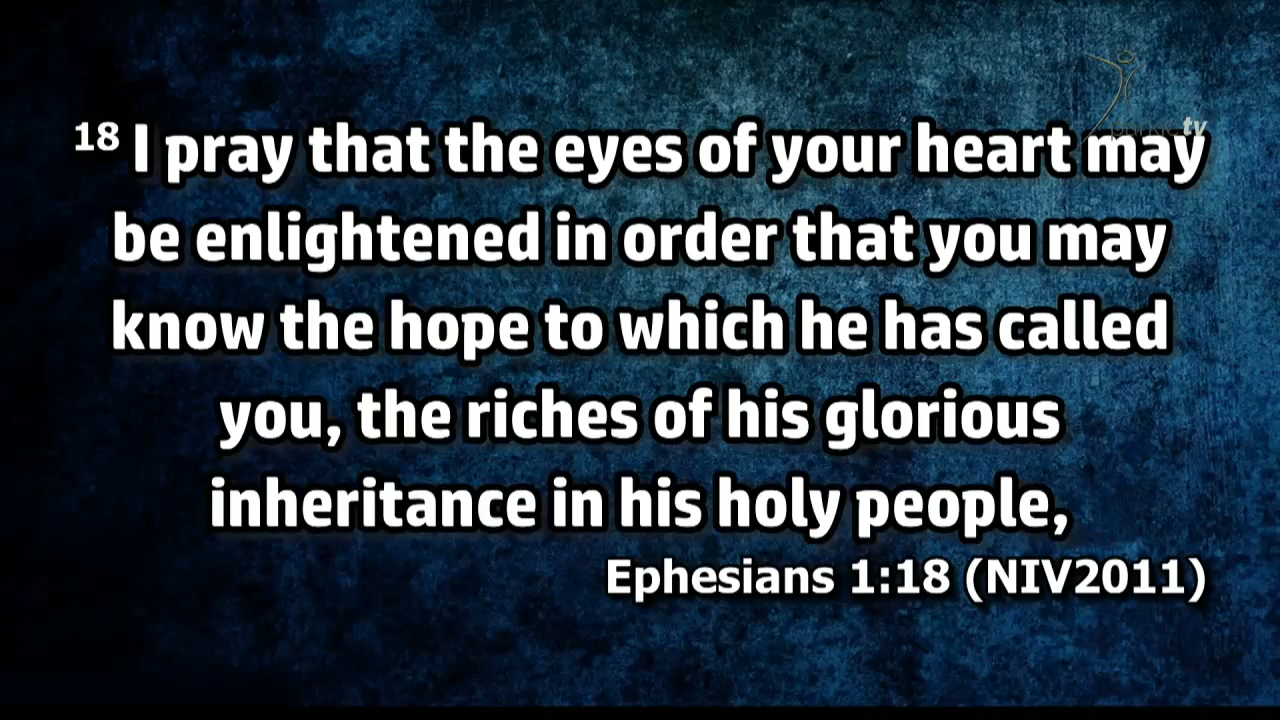 18 I pray that the eyes of your heart may
be enlightened in order that you may
know the hope to which he has called
you, the riches of his glorious
inheritance in his holy people,
Ephesians 1:18 (NIV2011)
tv